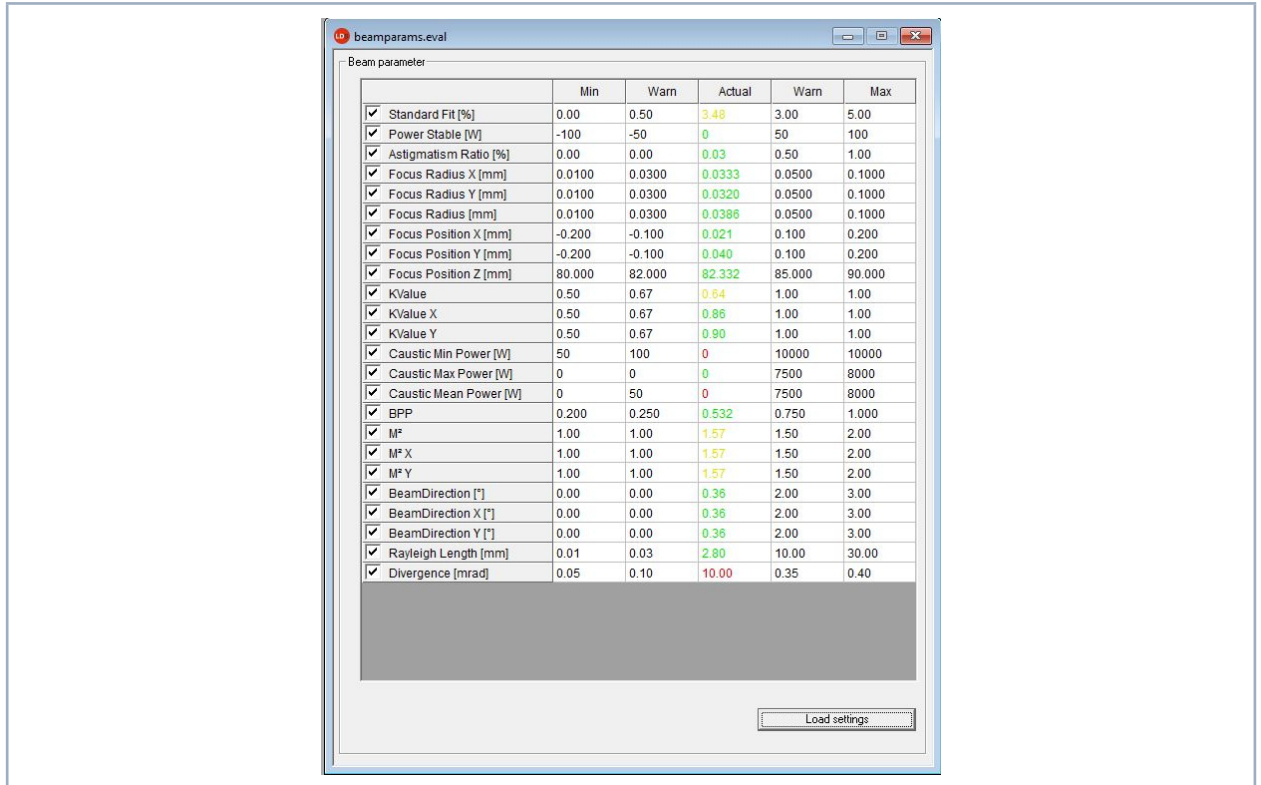 LD beamparams.eval
Beam parameter
Min Warn Actual Warn Max
Standard Fit [%] 0.00 0.50 3.48 3.00 5.00
Power Stable [W] -100 -50 0 50 100
Astigmatism Ratio [%] 0.00 0.00 0.03 0.50 1.00
Focus Radius X [mm] 0.0100 0.0300 0.0333 0.0500 0.1000
Focus Radius Y [mm] 0.0100 0.0300 0.0320 0.0500 0.1000
Focus Radius [mm] 0.0100 0.0300 0.0386 0.0500 0.1000
Focus Position X [mm] -0.200 -0.100 0.021 0.100 0.200
Focus Position Y [mm] -0.200 -0.100 0.040 0.100 0.200
Focus Position Z [mm] 80.000 82.000 82.332 85.000 90.000
KValue 0.50 0.67 0.64 1.00 1.00
KValue X 0.50 0.67 0.86 1.00 1.00
KValue Y 0.50 0.67 0.90 1.00 1.00
Caustic Min Power [W] 50 100 0 10000 10000
Caustic Max Power [W] 0 0 0 7500 8000
Caustic Mean Power [W] 0 50 0 7500 8000
BPP 0.200 0.250 0.532 0.750 1.000
M² 1.00 1.00 1.57 1.50 2.00
M² X 1.00 1.00 1.57 1.50 2.00
M² Y 1.00 1.00 1.57 1.50 2.00
BeamDirection [°] 0.00 0.00 0.36 2.00 3.00
BeamDirection X [°] 0.00 0.00 0.36 2.00 3.00
BeamDirection Y [°] 0.00 0.00 0.36 2.00 3.00
Rayleigh Length [mm] 0.01 0.03 2.80 10.00 30.00
Divergence [mrad] 0.05 0.10 10.00 0.35 0.40
Load settings